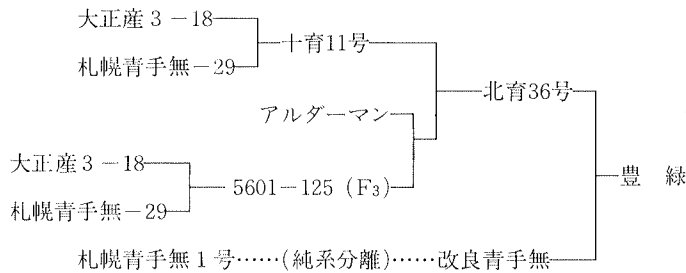 大正産3-18
十育11号
札幌青手無-29
北育36号
アルダーマン
大正産3-18
5601-125 (F₃)
豊 緑
札幌青手無-29
札幌青手無1号……(純系分離)……改良青手無